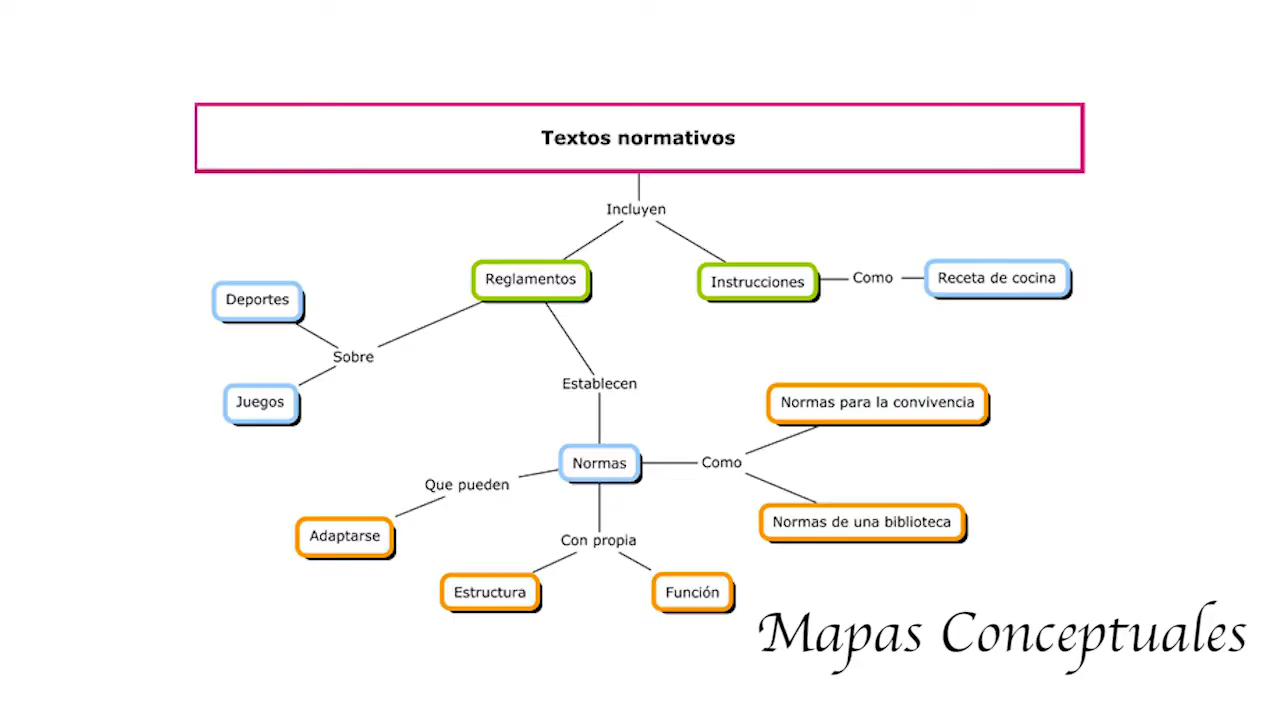 Textos normativos
Incluyen
Reglamentos
Instrucciones
Como
Receta de cocina
Deportes
Sobre
Juegos
Establecen
Normas para la convivencia
Normas
Como
Que pueden
Normas de una biblioteca
Adaptarse
Con propia
Estructura
Función
Mapas Conceptuales